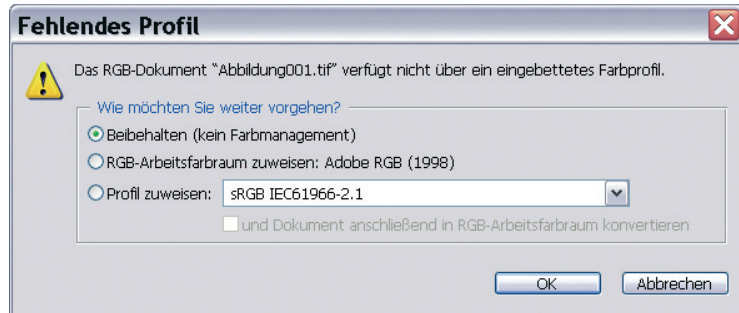 Fehlendes Profil
Das RGB-Dokument "Abbildung001.tif" verfügt nicht über ein eingebettetes Farbprofil.
Wie möchten Sie weiter vorgehen?
Beibehalten (kein Farbmanagement)
RGB-Arbeitsfarbraum zuweisen: Adobe RGB (1998)
Profil zuweisen: sRGB IEC61966-2.1
und Dokument anschließend in RGB-Arbeitsfarbraum konvertieren
OK Abbrechen